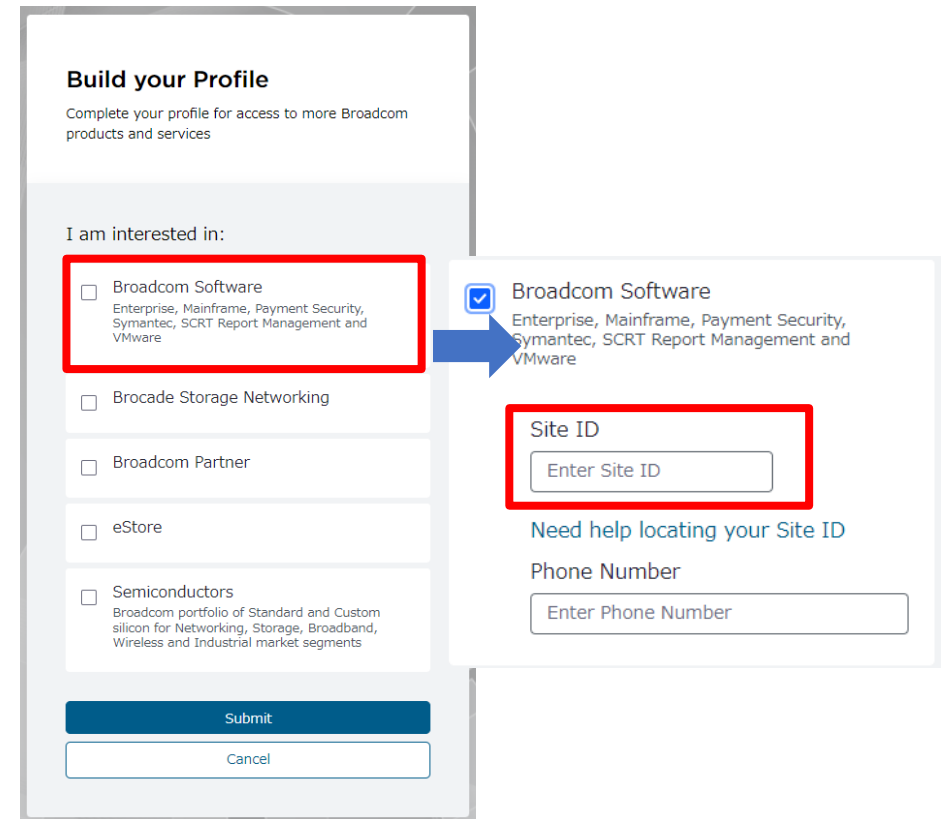 Build your Profile
Complete your profile for access to more Broadcom
products and services
I am interested in:
Broadcom Software
Enterprise, Mainframe, Payment Security,
Symantec, SCRT Report Management and
VMware
Brocade Storage Networking
Broadcom Partner
eStore
Semiconductors
Broadcom portfolio of Standard and Custom
silicon for Networking, Storage, Broadband,
Wireless and Industrial market segments
Submit
Cancel
Broadcom Software
Enterprise, Mainframe, Payment Security,
Symantec, SCRT Report Management and
VMware
Site ID
Enter Site ID
Need help locating your Site ID
Phone Number
Enter Phone Number